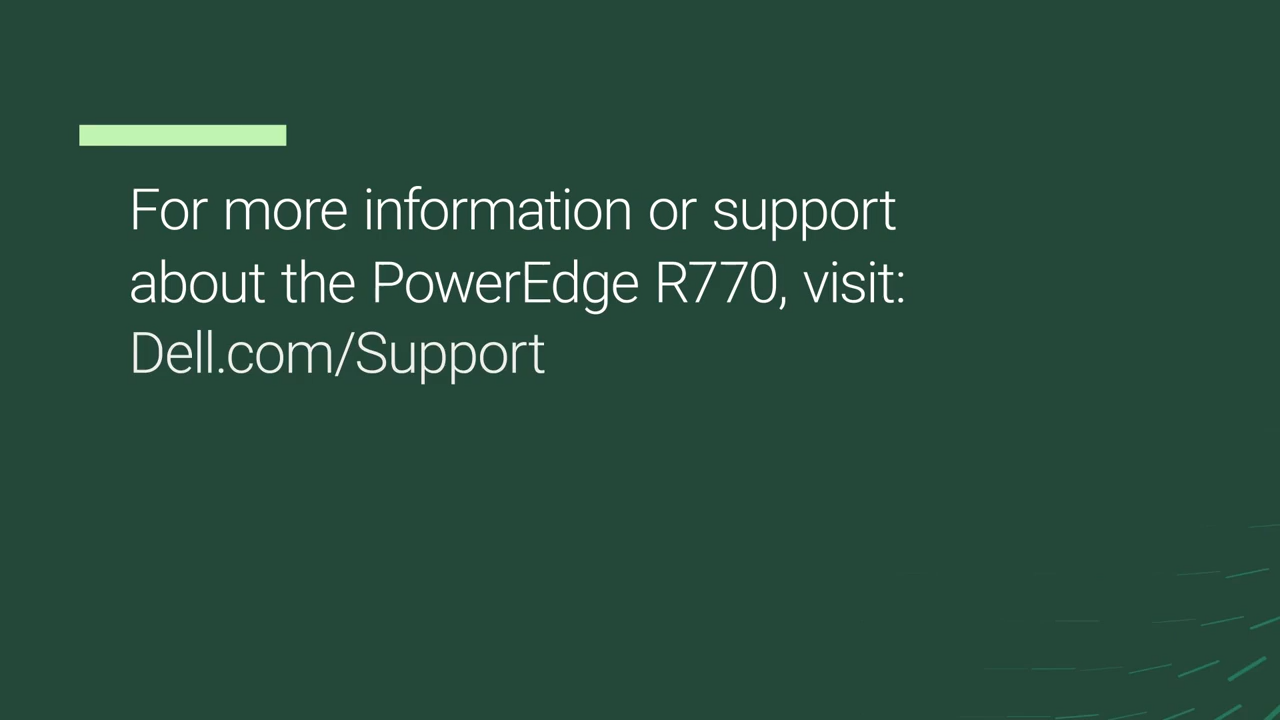 For more information or support
about the PowerEdge R770, visit:
Dell.com/Support